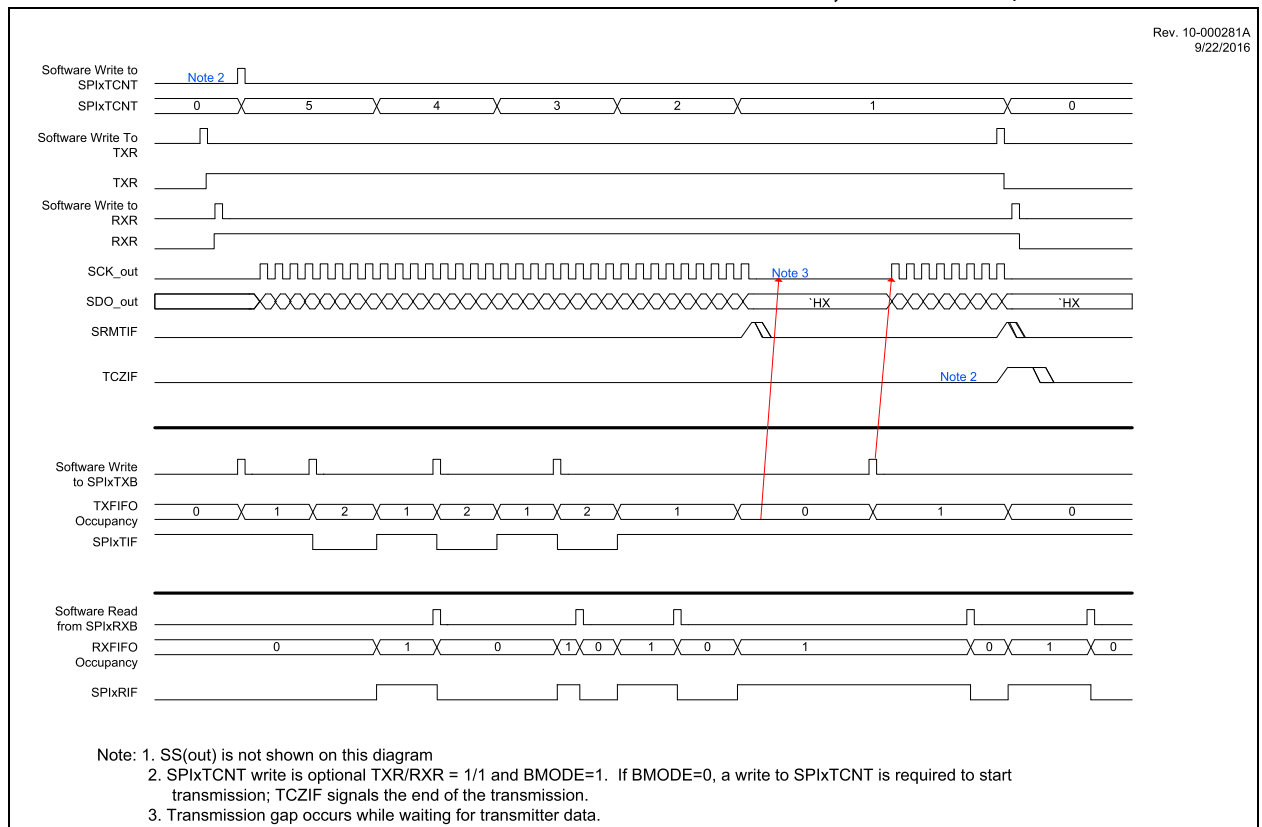 Rev. 10-000281A
9/22/2016
Software Write to
SPIxTCNT
Note 2
SPIxTCNT
0 5 4 3 2 1 0
Software Write To
TXR
TXR
Software Write to
RXR
RXR
SCK_out
Note 3
SDO_out
`HX `HX
SRMTIF
TCZIF
Note 2
Software Write
to SPIxTXB
TXFIFO
Occupancy
0 1 2 1 2 1 2 1 0 1 0
SPIxTIF
Software Read
from SPIxRXB
RXFIFO
Occupancy
0 1 0 1 0 1 0 1 0 1 0
SPIxRIF
Note: 1. SS(out) is not shown on this diagram
2. SPIxTCNT write is optional TXR/RXR = 1/1 and BMODE=1. If BMODE=0, a write to SPIxTCNT is required to start
transmission; TCZIF signals the end of the transmission.
3. Transmission gap occurs while waiting for transmitter data.